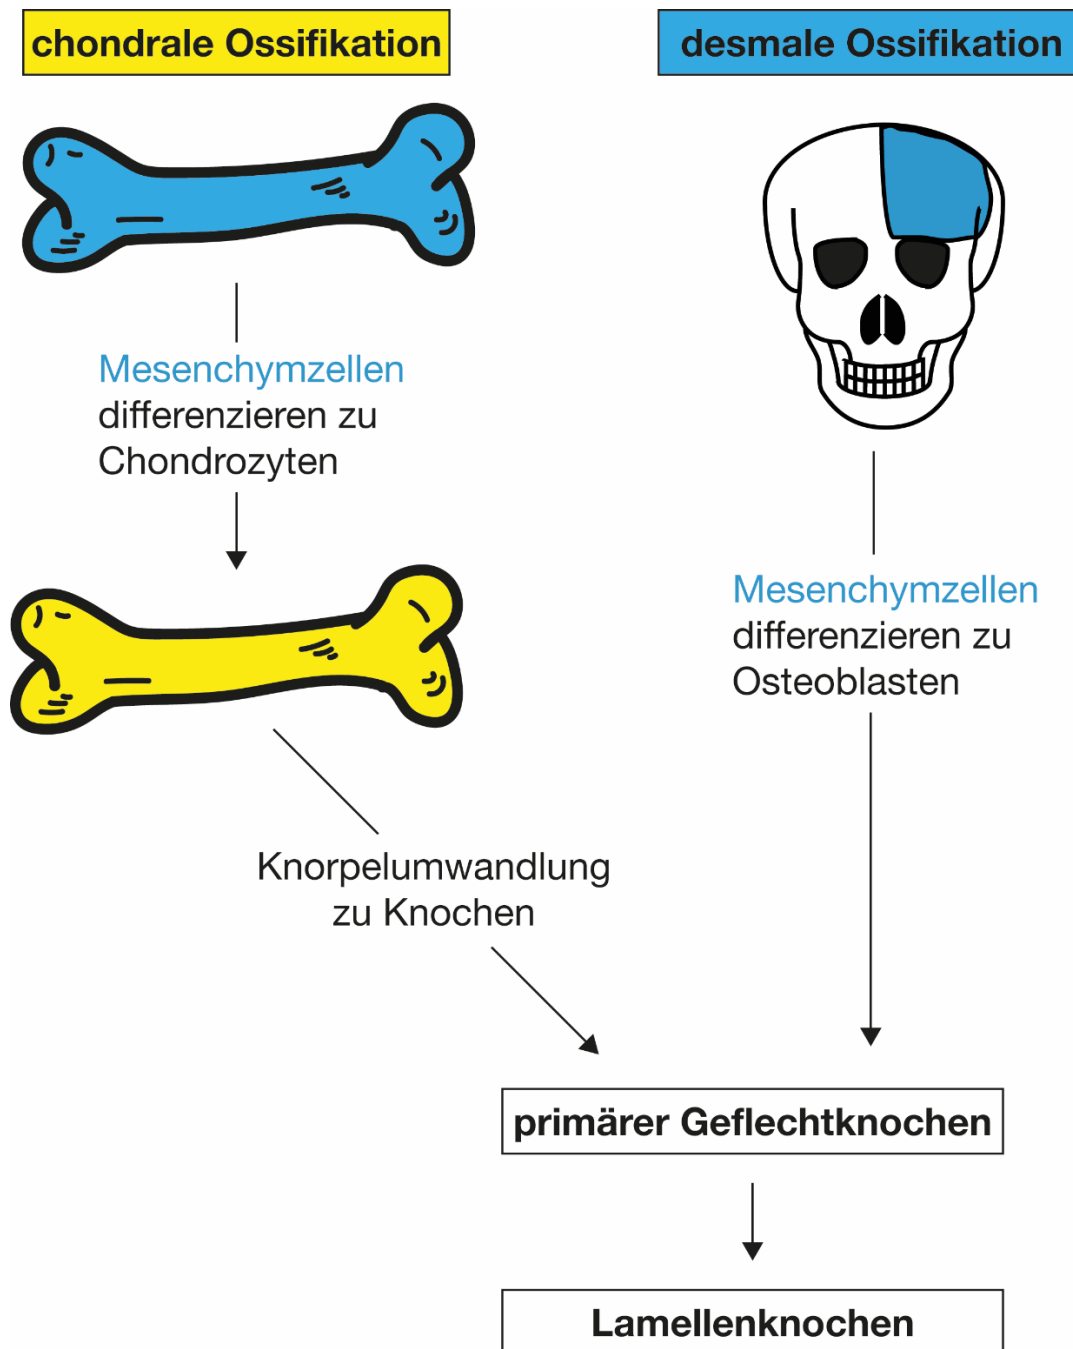 chondrale Ossifikation
desmale Ossifikation
Mesenchymzellen
differenzieren zu
Chondrozyten
Mesenchymzellen
differenzieren zu
Osteoblasten
Knorpelumwandlung
zu Knochen
primärer Geflechtknochen
Lamellenknochen